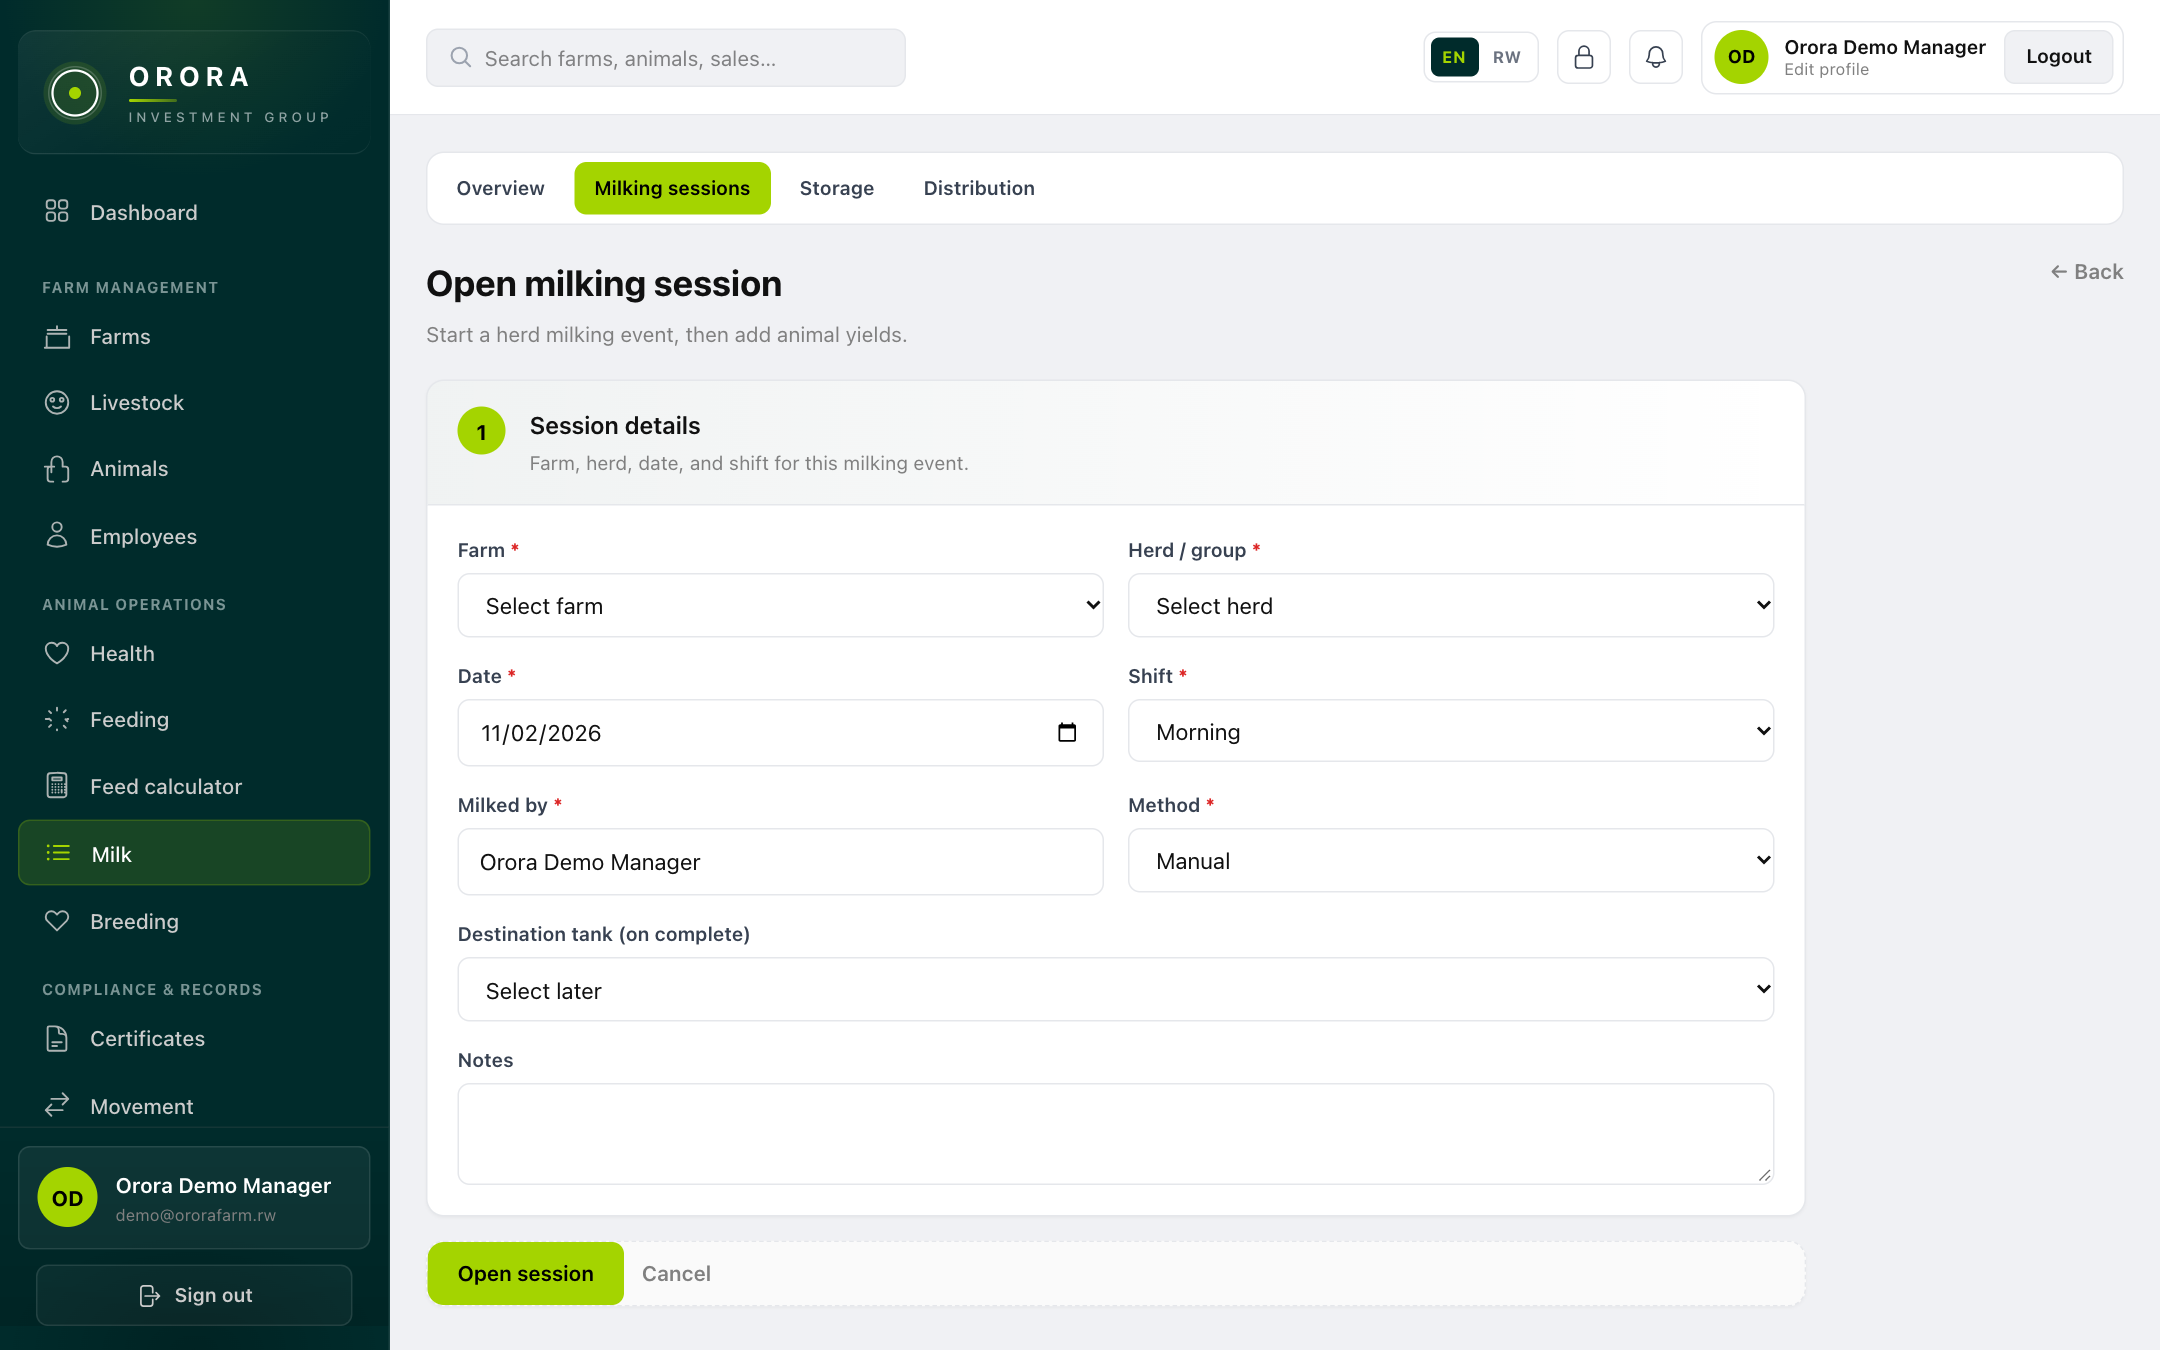 ORORA
INVESTMENT GROUP
Dashboard
FARM MANAGEMENT
Farms
Livestock
Animals
Employees
ANIMAL OPERATIONS
Health
Feeding
Feed calculator
Milk
Breeding
COMPLIANCE & RECORDS
Certificates
Movement
OD
Orora Demo Manager
demo@ororafarm.rw
Sign out
Search farms, animals, sales...
EN RW
OD
Orora Demo Manager
Edit profile
Logout
Overview Milking sessions Storage Distribution
Open milking session
← Back
Start a herd milking event, then add animal yields.
1
Session details
Farm, herd, date, and shift for this milking event.
Farm *
Select farm
Herd / group *
Select herd
Date *
11/02/2026
Shift *
Morning
Milked by *
Orora Demo Manager
Method *
Manual
Destination tank (on complete)
Select later
Notes
Open session Cancel